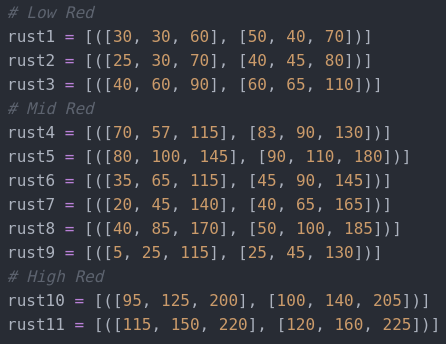 # Low Red
rust1 = [([30, 30, 60], [50, 40, 70])]
rust2 = [([25, 30, 70], [40, 45, 80])]
rust3 = [([40, 60, 90], [60, 65, 110])]
# Mid Red
rust4 = [([70, 57, 115], [83, 90, 130])]
rust5 = [([80, 100, 145], [90, 110, 180])]
rust6 = [([35, 65, 115], [45, 90, 145])]
rust7 = [([20, 45, 140], [40, 65, 165])]
rust8 = [([40, 85, 170], [50, 100, 185])]
rust9 = [([5, 25, 115], [25, 45, 130])]
# High Red
rust10 = [([95, 125, 200], [100, 140, 205])]
rust11 = [([115, 150, 220], [120, 160, 225])]